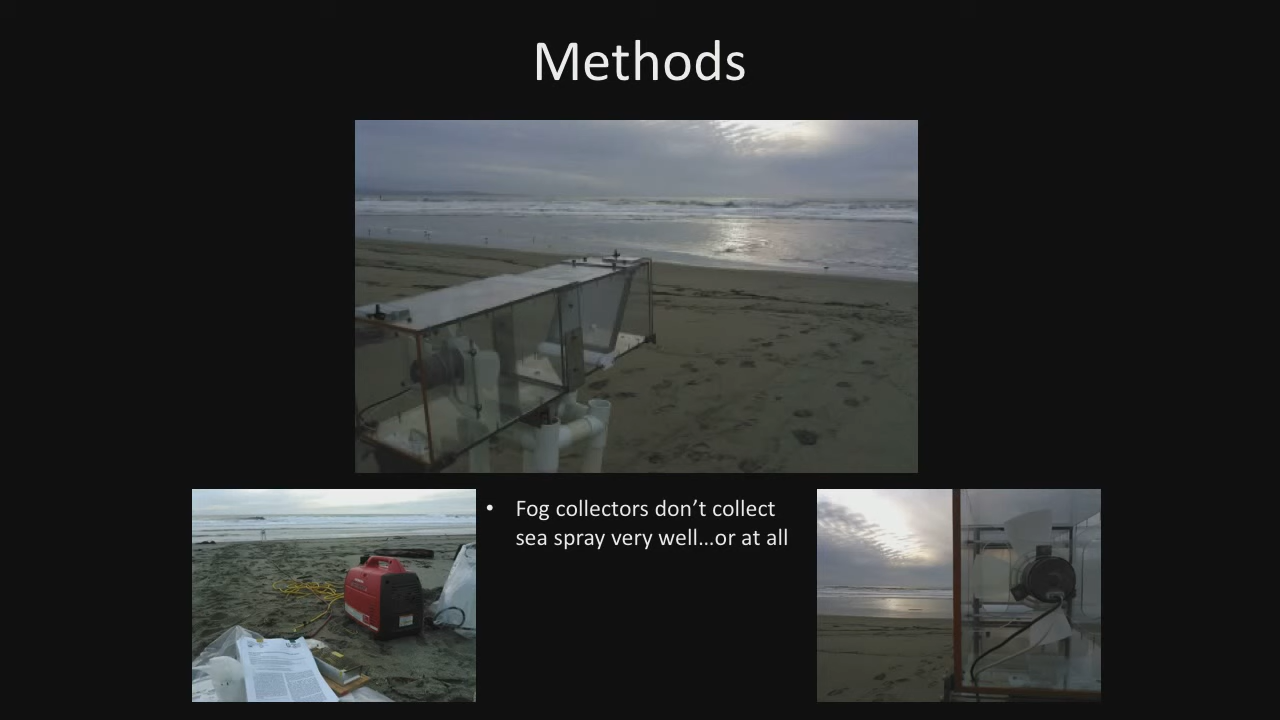 Methods
• Fog collectors don’t collect
sea spray very well…or at all